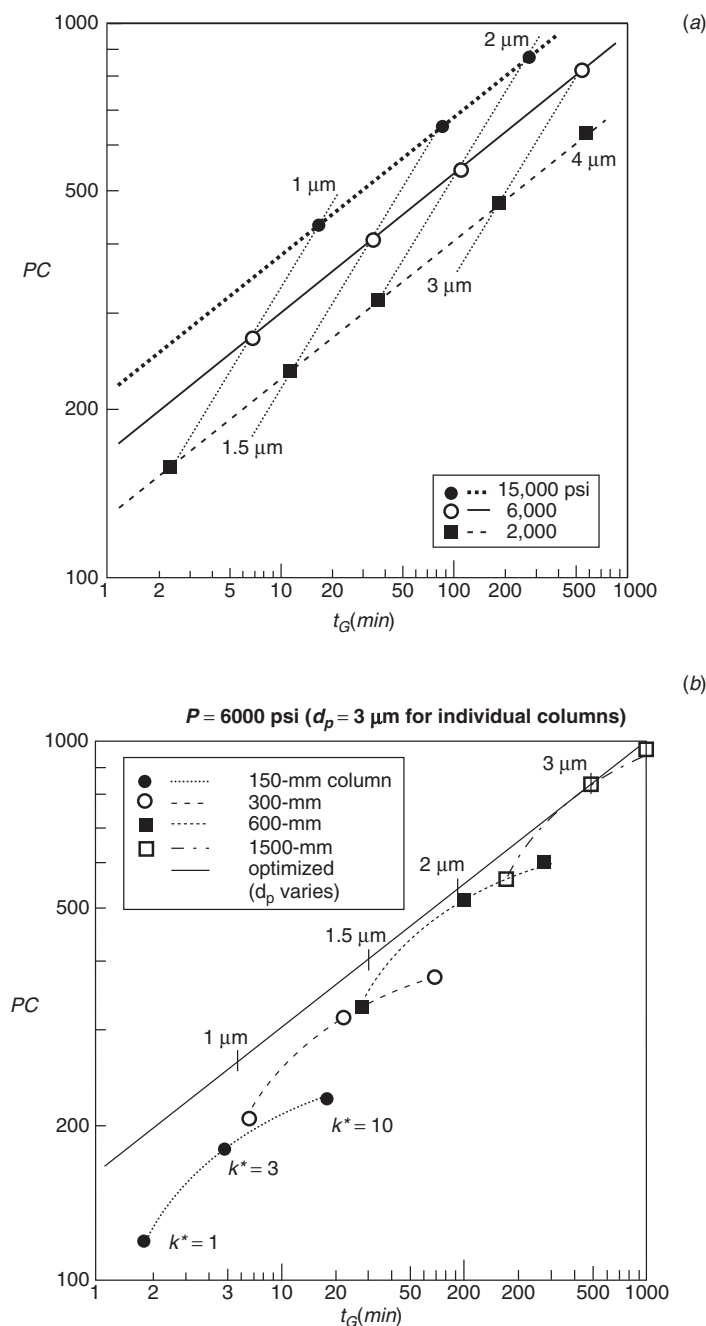 (a)
1000
2 μm
1 μm
500
4 μm
PC
3 μm
200
1.5 μm
15,000 psi
6,000
2,000
100
1 2 5 10 20 50 100 200 500 1000
t_G(min)
(b)
P = 6000 psi (d_p = 3 μm for individual columns)
1000
150-mm column
300-mm
600-mm
1500-mm
optimized
(d_p varies)
3 μm
2 μm
500
1.5 μm
PC
1 μm
200
k* = 10
k* = 3
k* = 1
100
1 2 3 5 10 20 50 100 200 500 1000
t_G(min)